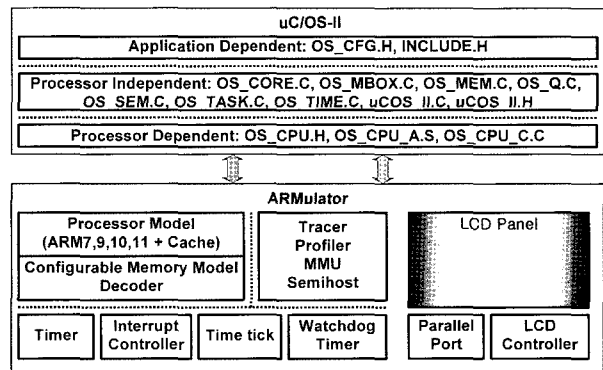 uC/OS-II
Application Dependent: OS_CFG.H, INCLUDE.H
Processor Independent: OS_CORE.C, OS_MBOX.C, OS_MEM.C, OS_Q.C,
OS_SEM.C, OS_TASK.C, OS_TIME.C, uCOS_II.C, uCOS_II.H
Processor Dependent: OS_CPU.H, OS_CPU_A.S, OS_CPU_C.C
ARMulator
Processor Model
(ARM7,9,10,11 + Cache)
Configurable Memory Model
Decoder
Tracer
Profiler
MMU
Semihost
LCD Panel
Timer
Interrupt
Controller
Time tick
Watchdog
Timer
Parallel
Port
LCD
Controller